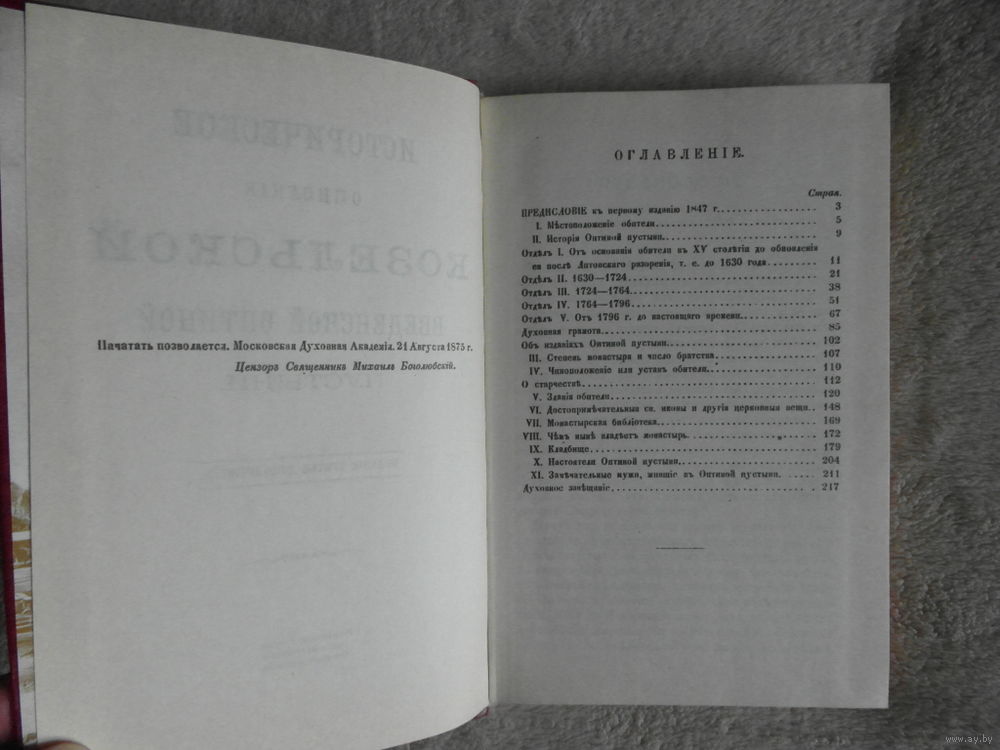 Печатать позволяется. Московская Духовная Академія. 21 Августа 1875 г.
Цензоръ Священникъ Михаилъ Боголюбскій.
ОГЛАВЛЕНІЕ.
Стран.
ПРЕДИСЛОВІЕ къ первому изданію 1847 г. 3
I. Мѣстоположеніе обители 5
II. Исторія Оптиной пустыни 9
Отдѣлъ I. Отъ основанія обители въ XV столѣтіи до обновленія
ея послѣ Литовскаго разоренія, т. е. до 1630 года 11
Отдѣлъ II. 1630—1724 21
Отдѣлъ III. 1724—1764 38
Отдѣлъ IV. 1764—1796 51
Отдѣлъ V. Отъ 1796 г. до настоящаго времени 67
Духовная грамота 85
Объ изданіяхъ Оптиной пустыни 102
III. Степень монастыря и число братства 107
IV. Чиноположеніе или уставъ обители 110
О старчествѣ 112
V. Зданія обители 120
VI. Достопримѣчательныя св. иконы и другія церковныя вещи 148
VII. Монастырская библіотека 169
VIII. Чѣмъ нынѣ владѣетъ монастырь 172
IX. Кладбище 179
X. Настоятели Оптиной пустыни 204
XI. Замѣчательные мужи, жившіе въ Оптиной пустыни 211
Духовное завѣщаніе 217
www.ay.by